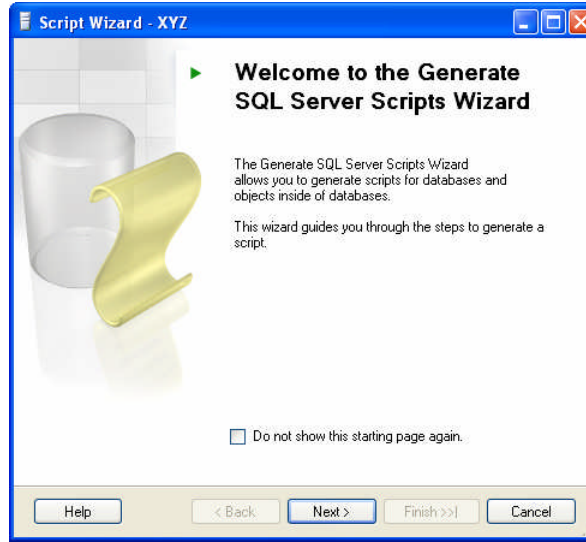 Script Wizard - XYZ
Welcome to the Generate
SQL Server Scripts Wizard
The Generate SQL Server Scripts Wizard
allows you to generate scripts for databases and
objects inside of databases.
This wizard guides you through the steps to generate a
script.
Do not show this starting page again.
Help
< Back
Next >
Finish >>|
Cancel